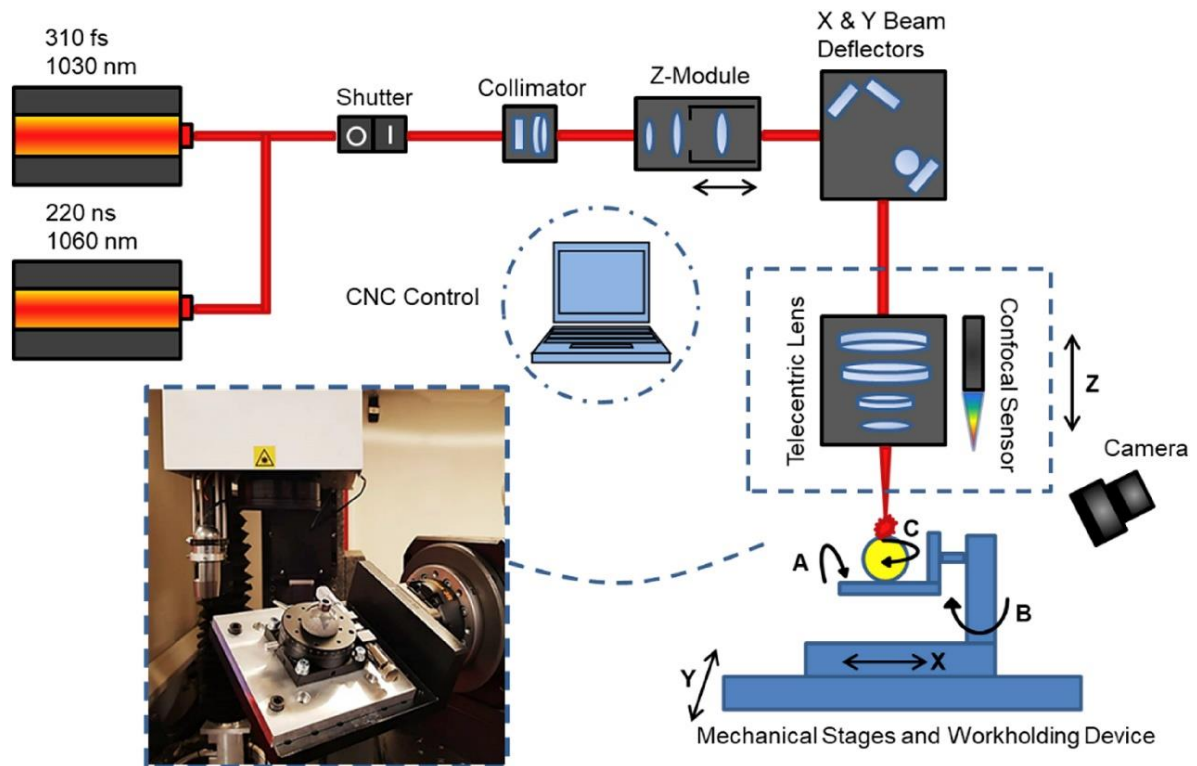 310 fs
1030 nm
220 ns
1060 nm
Shutter
Collimator
Z-Module
X & Y Beam
Deflectors
CNC Control
Telecentric Lens
Confocal Sensor
Z
Camera
C
A
B
X
Y
Mechanical Stages and Workholding Device